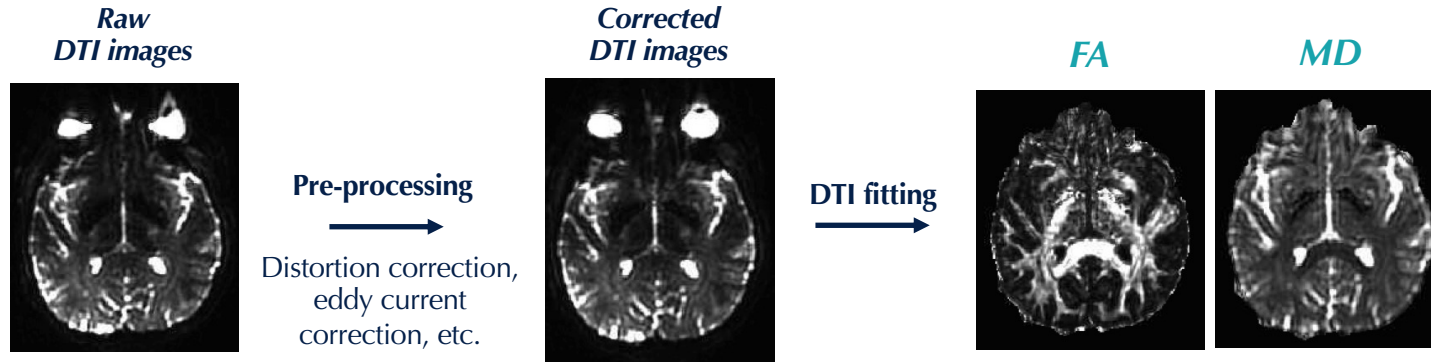 Raw
DTI images
Pre-processing
Distortion correction,
eddy current
correction, etc.
Corrected
DTI images
DTI fitting
FA
MD